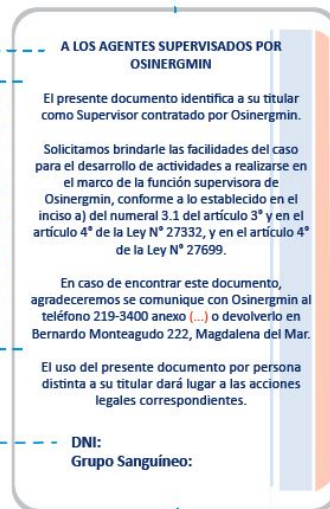 A LOS AGENTES SUPERVISADOS POR
OSINERGMIN
El presente documento identifica a su titular
como Supervisor contratado por Osinergmin.
Solicitamos brindarle las facilidades del caso
para el desarrollo de actividades a realizarse en
el marco de la función supervisora de
Osinergmin, conforme a lo establecido en el
inciso a) del numeral 3.1 del artículo 3° y en el
artículo 4° de la Ley N° 27332, y en el artículo 4°
de la Ley N° 27699.
En caso de encontrar este documento,
agradeceremos se comunique con Osinergmin al
teléfono 219-3400 anexo (...) o devolverlo en
Bernardo Monteagudo 222, Magdalena del Mar.
El uso del presente documento por persona
distinta a su titular dará lugar a las acciones
legales correspondientes.
DNI:
Grupo Sanguíneo: